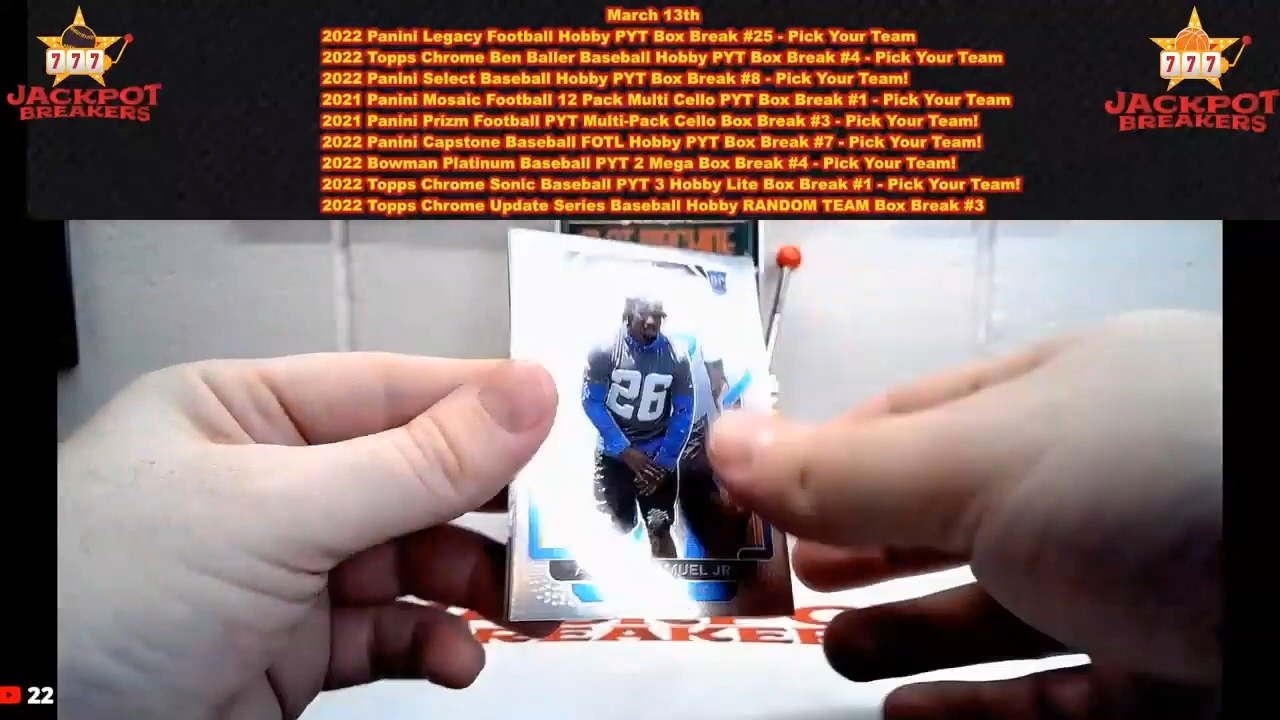 March 13th
2022 Panini Legacy Football Hobby PYT Box Break #25 - Pick Your Team
2022 Topps Chrome Ben Baller Baseball Hobby PYT Box Break #4 - Pick Your Team
2022 Panini Select Baseball Hobby PYT Box Break #8 - Pick Your Team!
2021 Panini Mosaic Football 12 Pack Multi Cello PYT Box Break #1 - Pick Your Team
2021 Panini Prizm Football PYT Multi-Pack Cello Box Break #3 - Pick Your Team!
2022 Panini Capstone Baseball FOTL Hobby PYT Box Break #7 - Pick Your Team!
2022 Bowman Platinum Baseball PYT 2 Mega Box Break #4 - Pick Your Team!
2022 Topps Chrome Sonic Baseball PYT 3 Hobby Lite Box Break #1 - Pick Your Team!
2022 Topps Chrome Update Series Baseball Hobby RANDOM TEAM Box Break #3
777
JACKPOT
BREAKERS
777
JACKPOT
BREAKERS
26
JR
BREAKERS
22